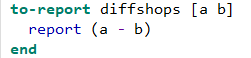 to-report diffshops [a b]
  report (a - b)
end